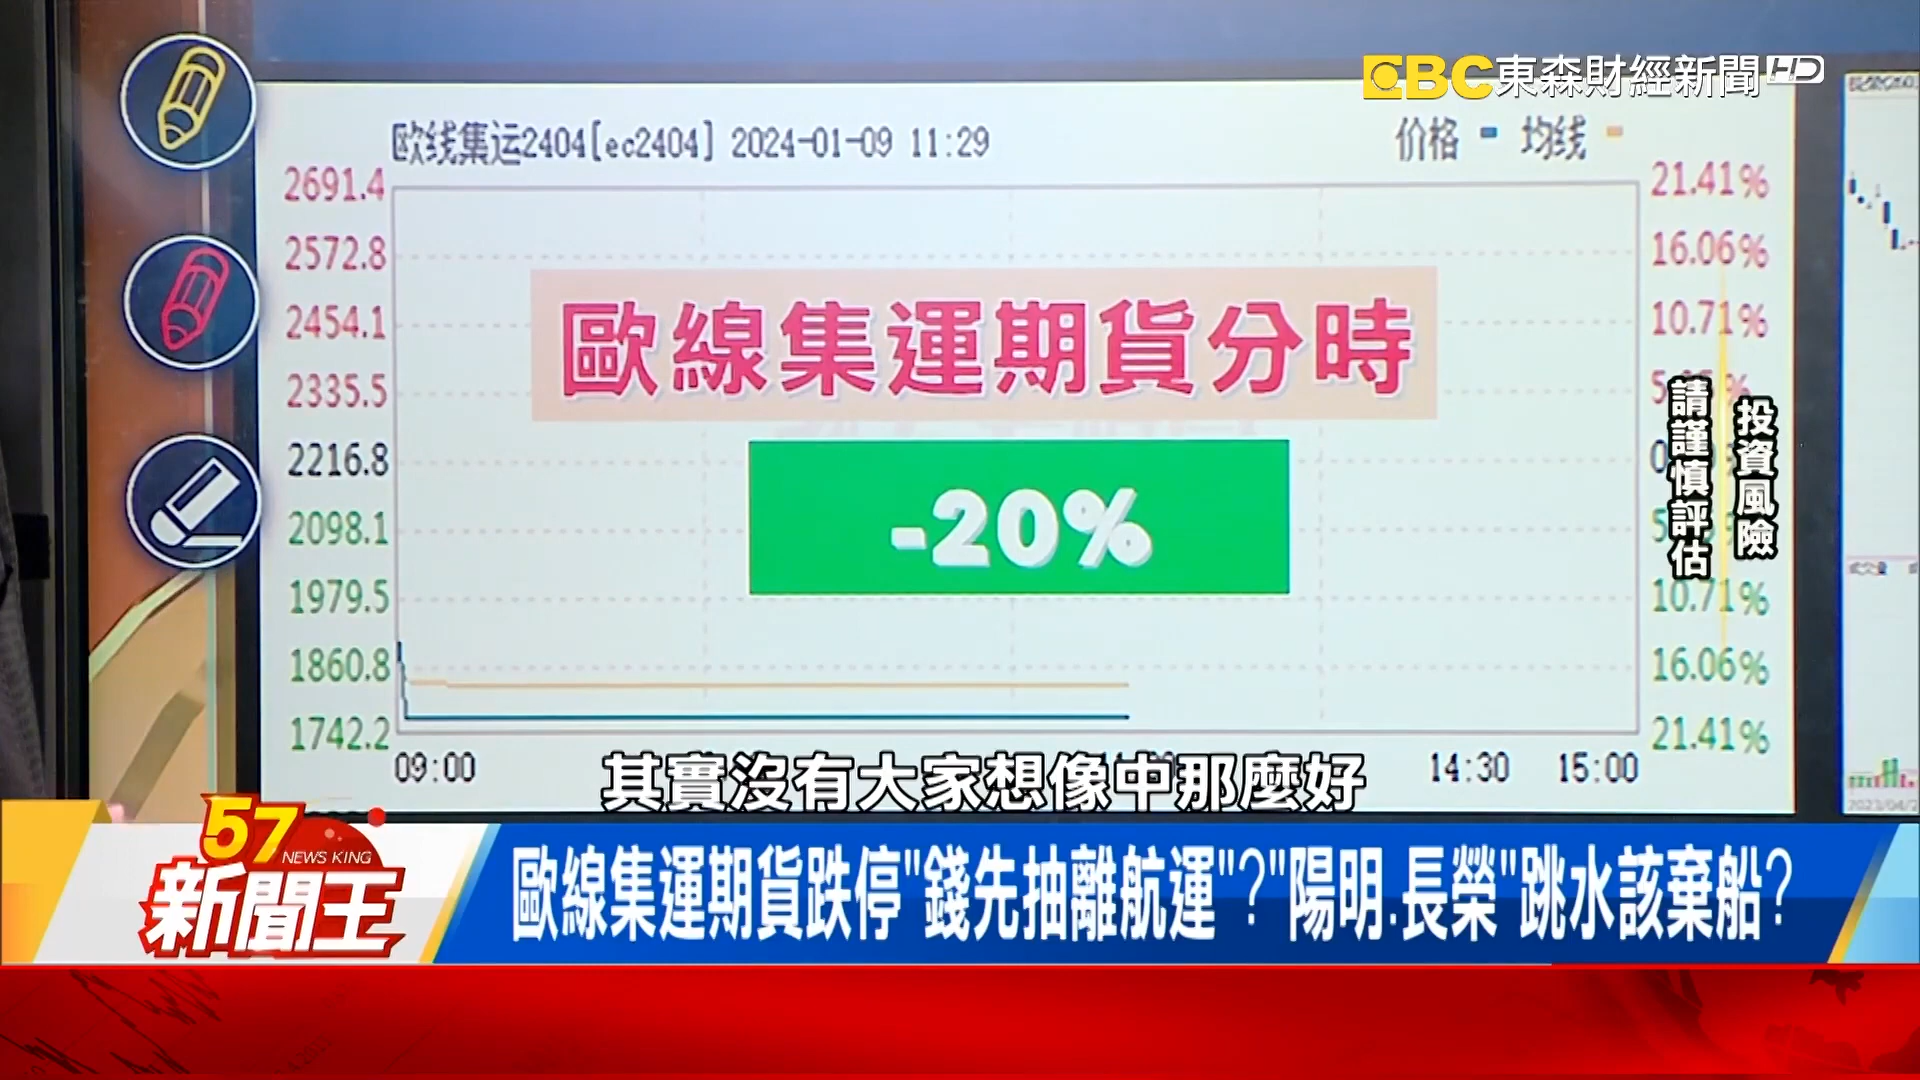 EBC東森財經新聞HD
欧线集运2404[ec2404] 2024-01-09 11:29
价格 均线
2691.4
2572.8
2454.1
2335.5
2216.8
2098.1
1979.5
1860.8
1742.2
21.41%
16.06%
10.71%
10.71%
16.06%
21.41%
歐線集運期貨分時
-20%
投資風險
請謹慎評估
09:00
14:30
15:00
其實沒有大家想像中那麼好
57
NEWS KING
新聞王
歐線集運期貨跌停"錢先抽離航運"?"陽明.長榮"跳水該棄船?